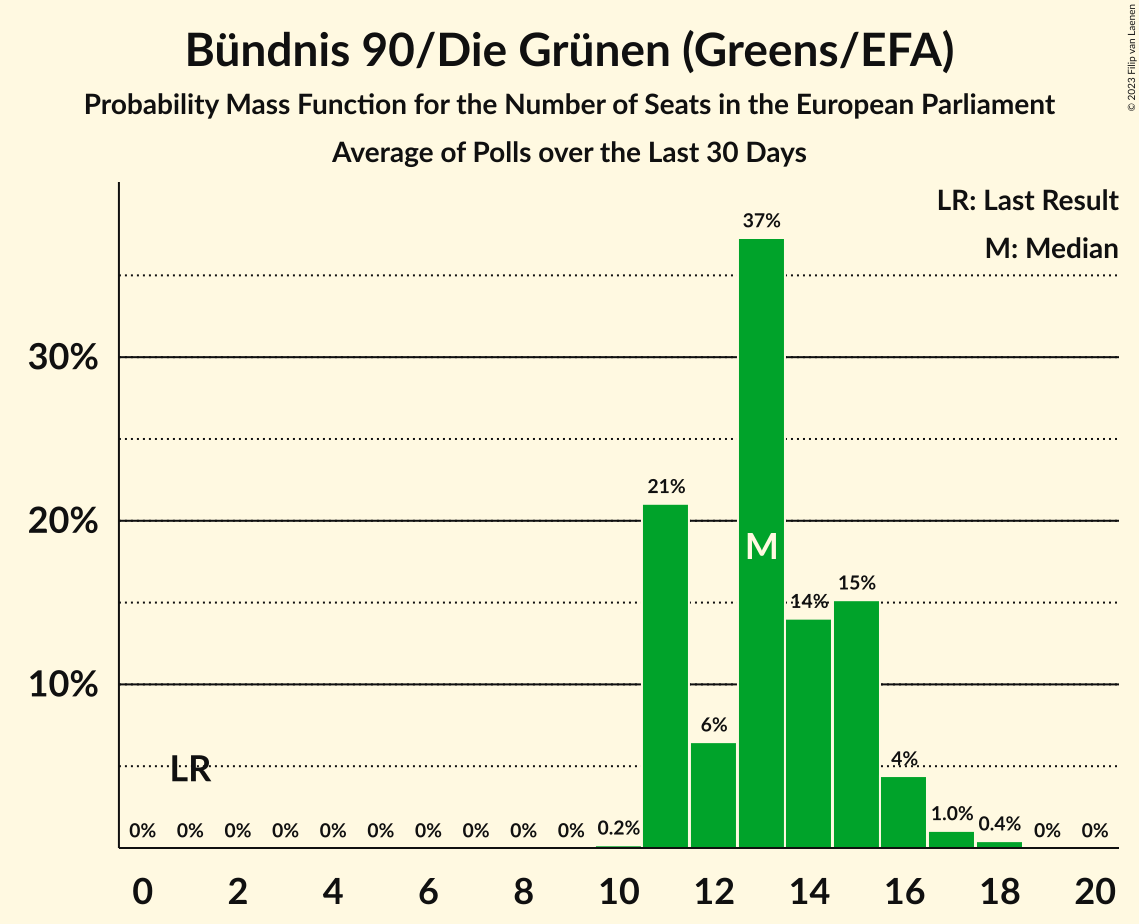 Bündnis 90/Die Grünen (Greens/EFA)
Probability Mass Function for the Number of Seats in the European Parliament
Average of Polls over the Last 30 Days
© 2023 Filip van Laenen
LR: Last Result
M: Median
37%
30%
21%
20%
M
15%
14%
10%
6%
LR
4%
0% 0% 0% 0% 0% 0% 0% 0% 0% 0% 0.2% 1.0% 0.4% 0% 0%
0 2 4 6 8 10 12 14 16 18 20